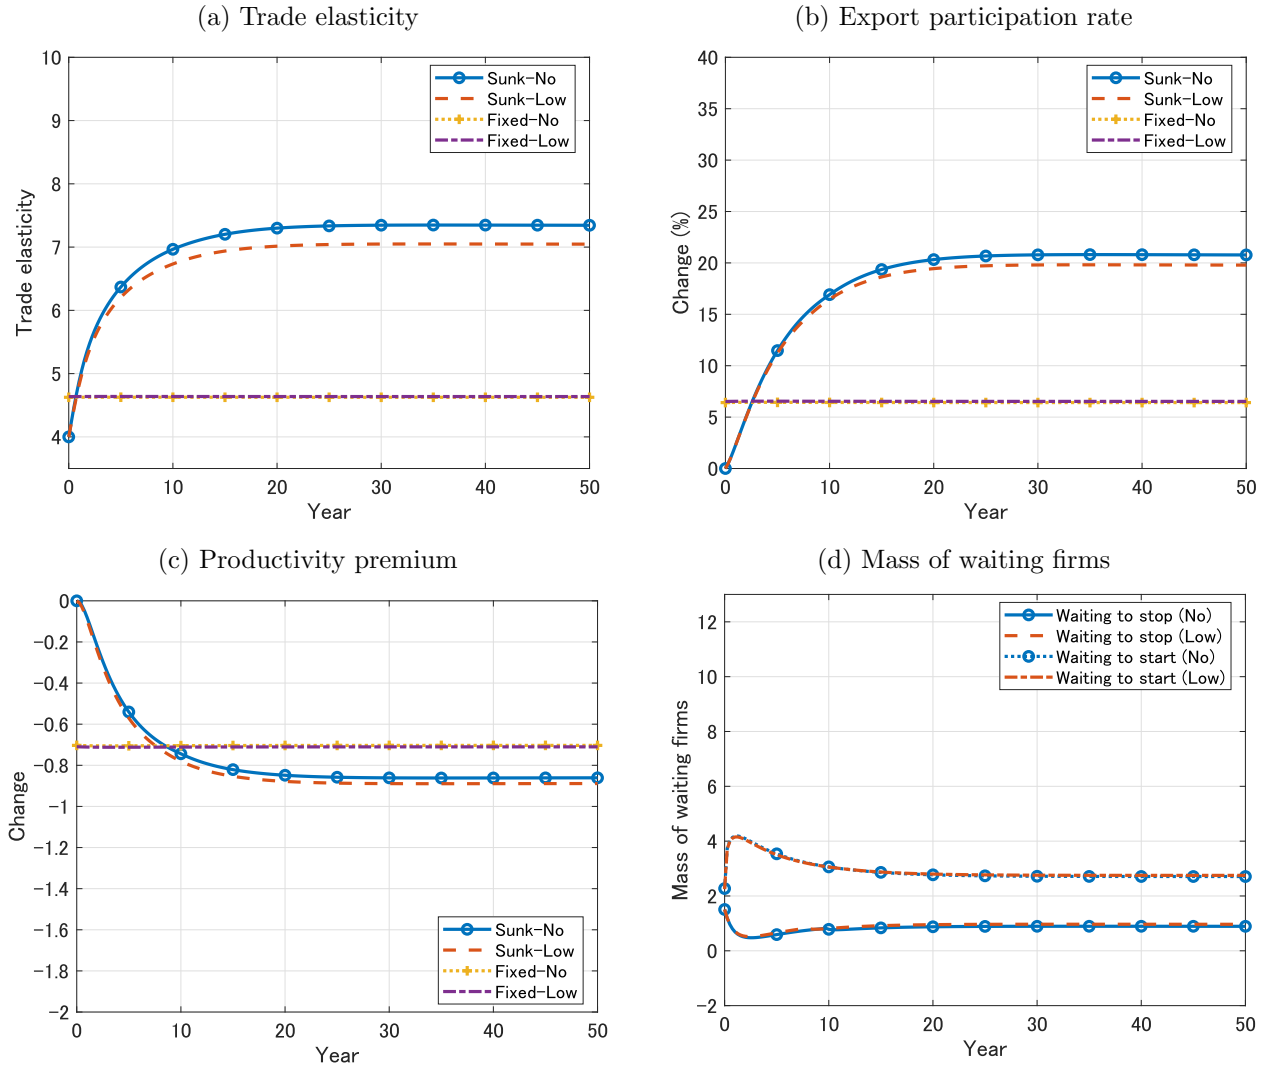 (a) Trade elasticity
10
9
8
7
6
5
4
0 10 20 30 40 50
Trade elasticity
Year
Sunk-No
Sunk-Low
Fixed-No
Fixed-Low
(b) Export participation rate
40
35
30
25
20
15
10
5
0
0 10 20 30 40 50
Change (%)
Year
Sunk-No
Sunk-Low
Fixed-No
Fixed-Low
(c) Productivity premium
0
-0.2
-0.4
-0.6
-0.8
-1
-1.2
-1.4
-1.6
-1.8
-2
0 10 20 30 40 50
Change
Year
Sunk-No
Sunk-Low
Fixed-No
Fixed-Low
(d) Mass of waiting firms
12
10
8
6
4
2
0
-2
0 10 20 30 40 50
Mass of waiting firms
Year
Waiting to stop (No)
Waiting to stop (Low)
Waiting to start (No)
Waiting to start (Low)